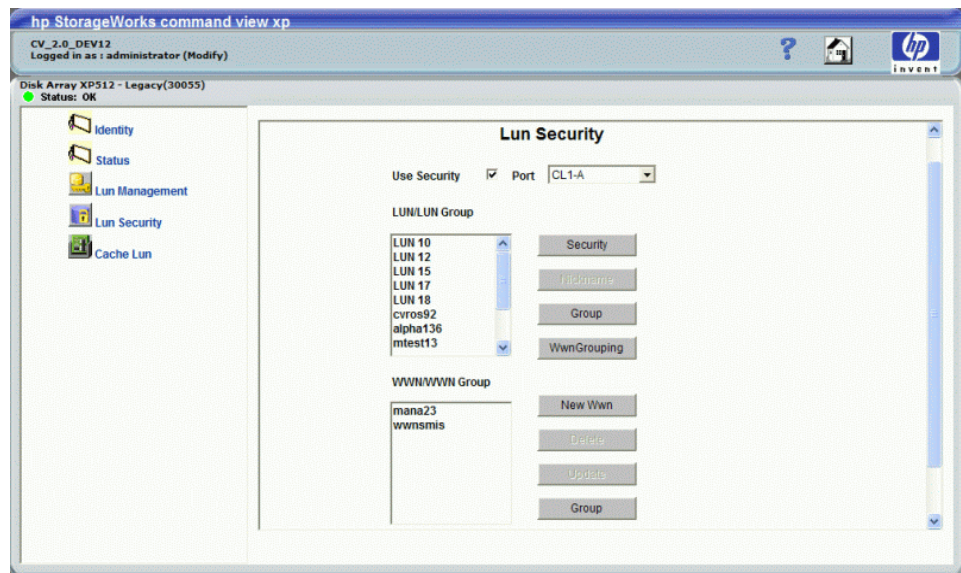 hp StorageWorks command view xp
CV_2.0_DEV12
Logged in as : administrator (Modify)
?
hp
invent
Disk Array XP512 - Legacy(30055)
Status: OK
Identity
Status
Lun Management
Lun Security
Cache Lun
Lun Security
Use Security Port CL1-A
LUN/LUN Group
LUN 10
LUN 12
LUN 15
LUN 17
LUN 18
cvros92
alpha136
mtest13
Security
Nickname
Group
WwnGrouping
WWN/WWN Group
mana23
wwnsmis
New Wwn
Delete
Update
Group